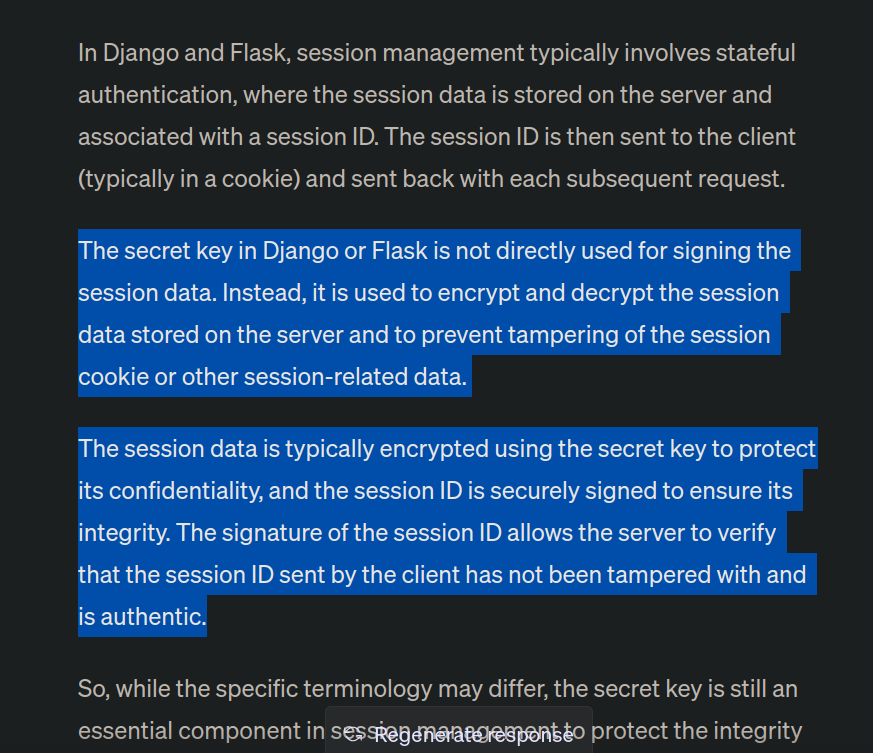 In Django and Flask, session management typically involves stateful
authentication, where the session data is stored on the server and
associated with a session ID. The session ID is then sent to the client
(typically in a cookie) and sent back with each subsequent request.
The secret key in Django or Flask is not directly used for signing the
session data. Instead, it is used to encrypt and decrypt the session
data stored on the server and to prevent tampering of the session
cookie or other session-related data.
The session data is typically encrypted using the secret key to protect
its confidentiality, and the session ID is securely signed to ensure its
integrity. The signature of the session ID allows the server to verify
that the session ID sent by the client has not been tampered with and
is authentic.
So, while the specific terminology may differ, the secret key is still an
essential component in session management to protect the integrity
Regenerate response